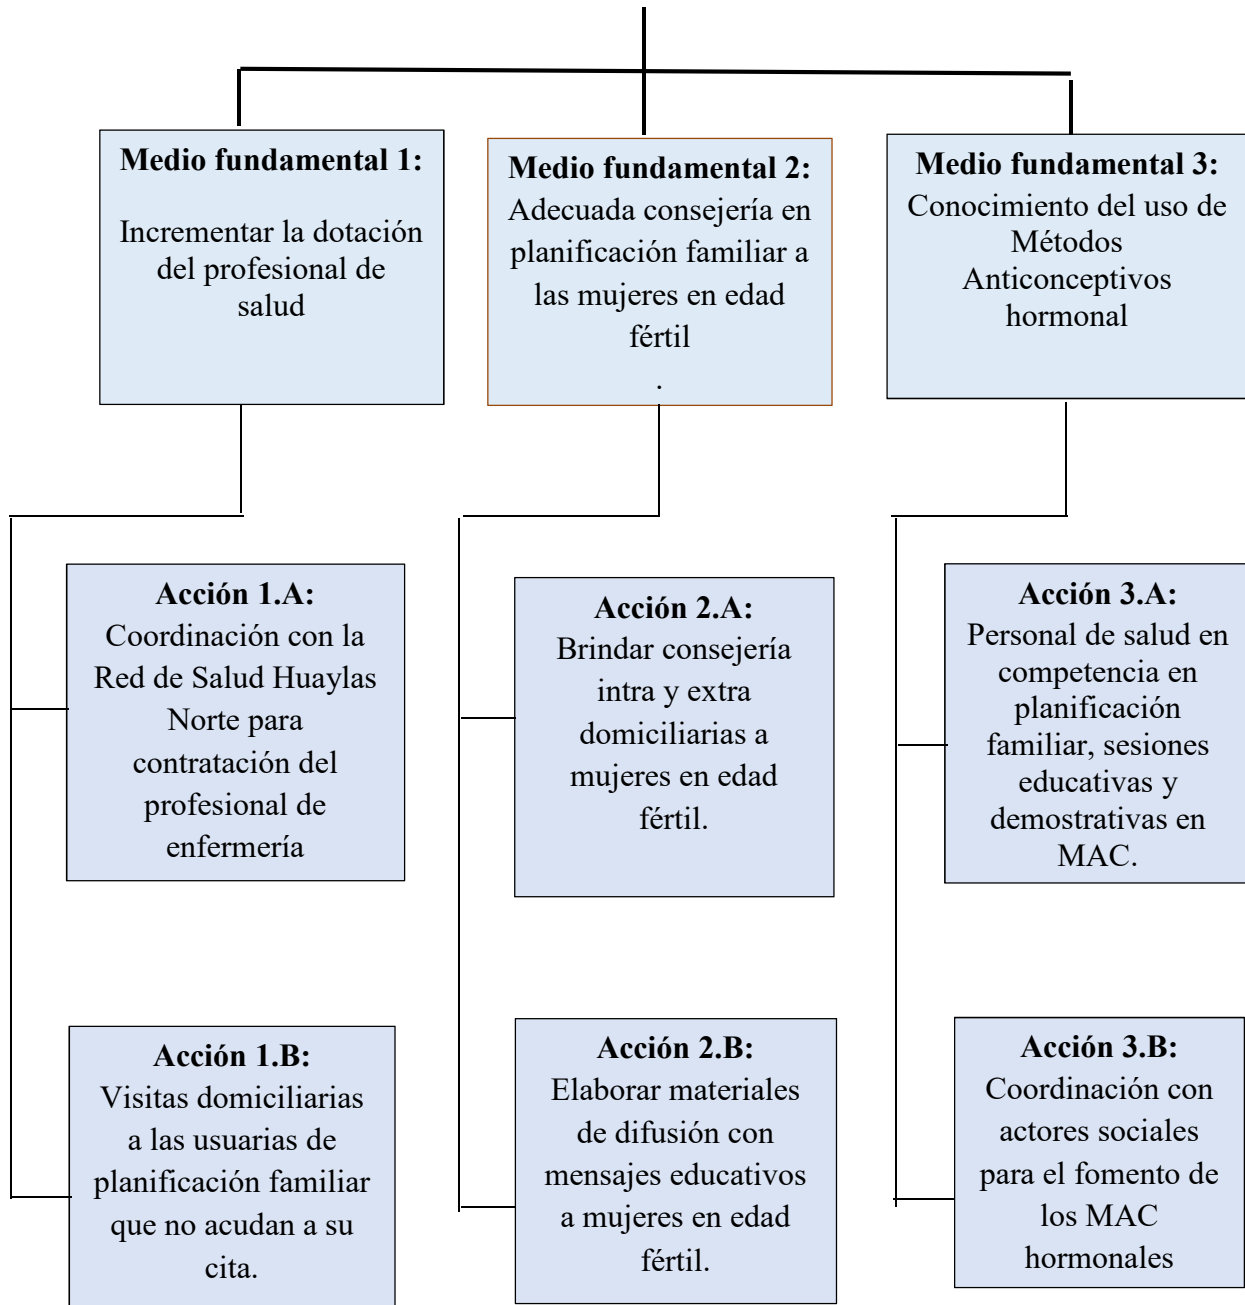 Medio fundamental 1:
Incrementar la dotación
del profesional de
salud
Medio fundamental 2:
Adecuada consejería en
planificación familiar a
las mujeres en edad
fértil
.
Medio fundamental 3:
Conocimiento del uso de
Métodos
Anticonceptivos
hormonal
Acción 1.A:
Coordinación con la
Red de Salud Huaylas
Norte para
contratación del
profesional de
enfermería
Acción 2.A:
Brindar consejería
intra y extra
domiciliarias a
mujeres en edad
fértil.
Acción 3.A:
Personal de salud en
competencia en
planificación
familiar, sesiones
educativas y
demostrativas en
MAC.
Acción 1.B:
Visitas domiciliarias
a las usuarias de
planificación familiar
que no acudan a su
cita.
Acción 2.B:
Elaborar materiales
de difusión con
mensajes educativos
a mujeres en edad
fértil.
Acción 3.B:
Coordinación con
actores sociales
para el fomento de
los MAC
hormonales